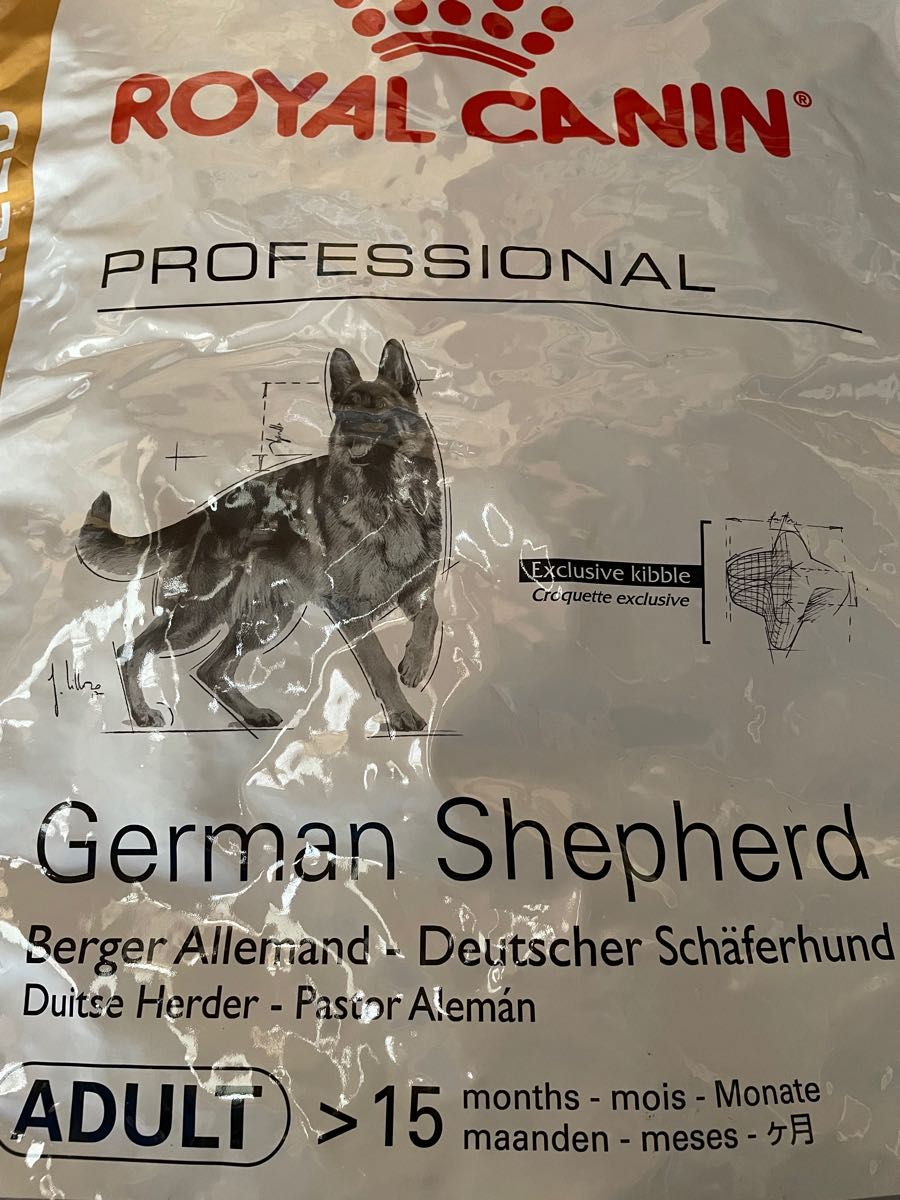 ROYAL CANIN®
PROFESSIONAL
Exclusive kibble
Croquette exclusive
German Shepherd
Berger Allemand - Deutscher Schäferhund
Duitse Herder - Pastor Alemán
ADULT >15 months - mois - Monate
maanden - meses - ヶ月